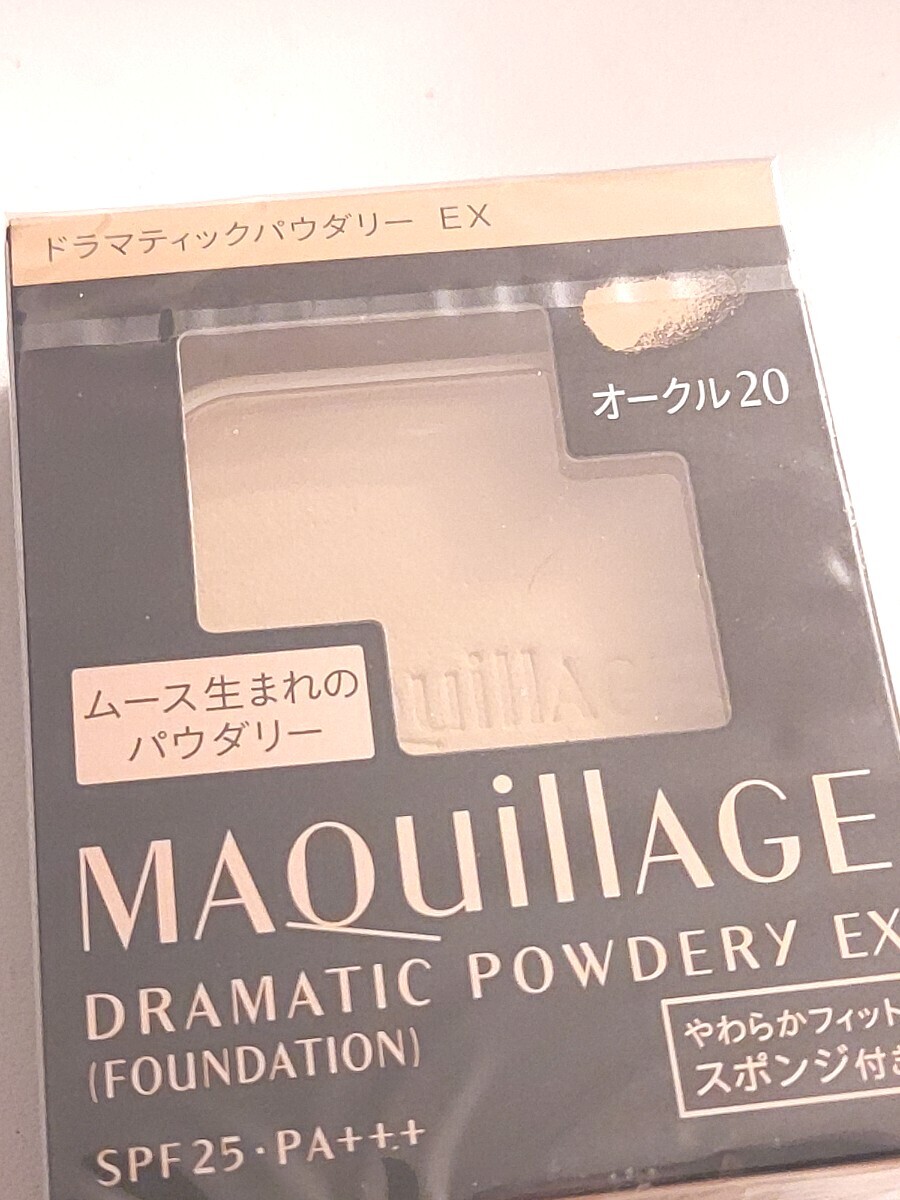 ドラマティックパウダリー EX
オークル20
uillAG
ムース生まれの
パウダリー
MAQuillAGE
DRAMATIC POWDERY EX
(FOUNDATION)
やわらかフィット
スポンジ付き
SPF25・PA+++